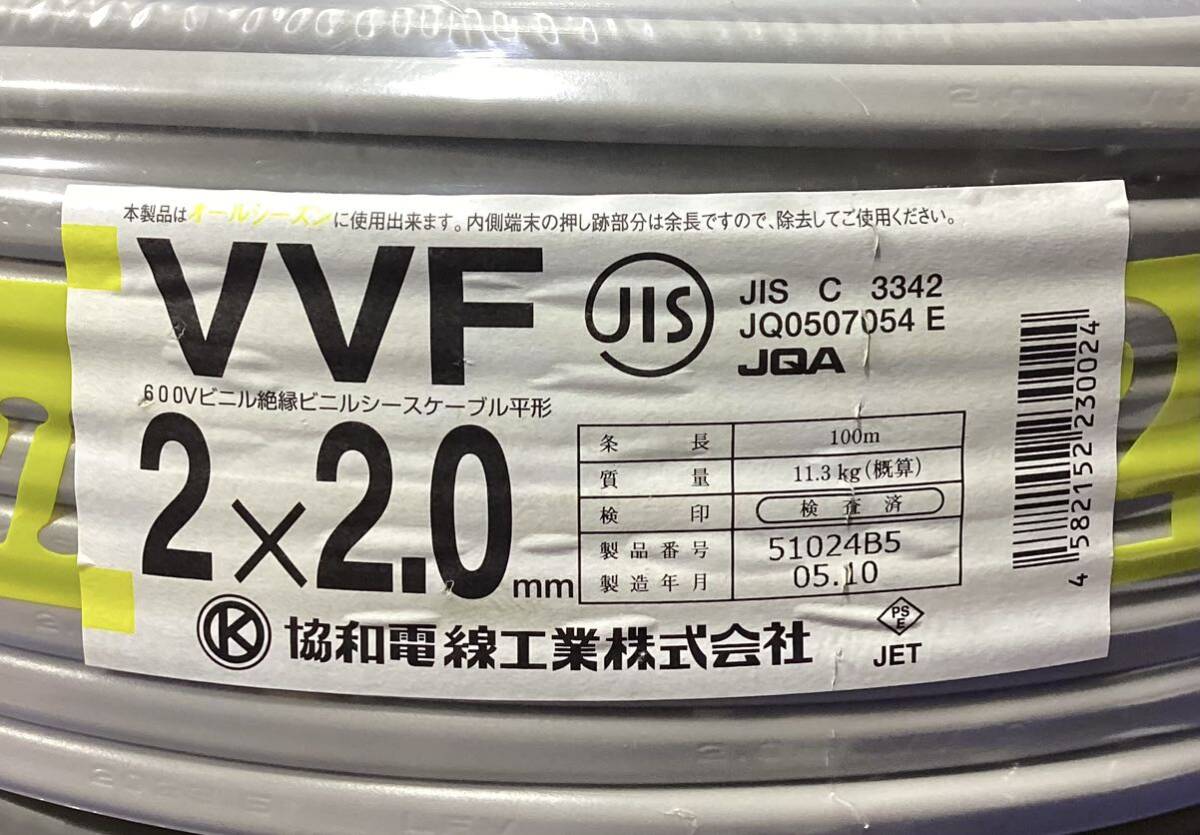 本製品はオールシーズンに使用出来ます。内側端末の押し跡部分は余長ですので、除去してご使用ください。
VVF
JIS
JIS C 3342
JQ0507054 E
JQA
600Vビニル絶縁ビニルシースケーブル平形
2×2.0mm
条長 100m
質量 11.3kg(概算)
検印 検査済
製品番号 51024B5
製造年月 05.10
4 582152 230024
K 協和電線工業株式会社
PS
E
JET